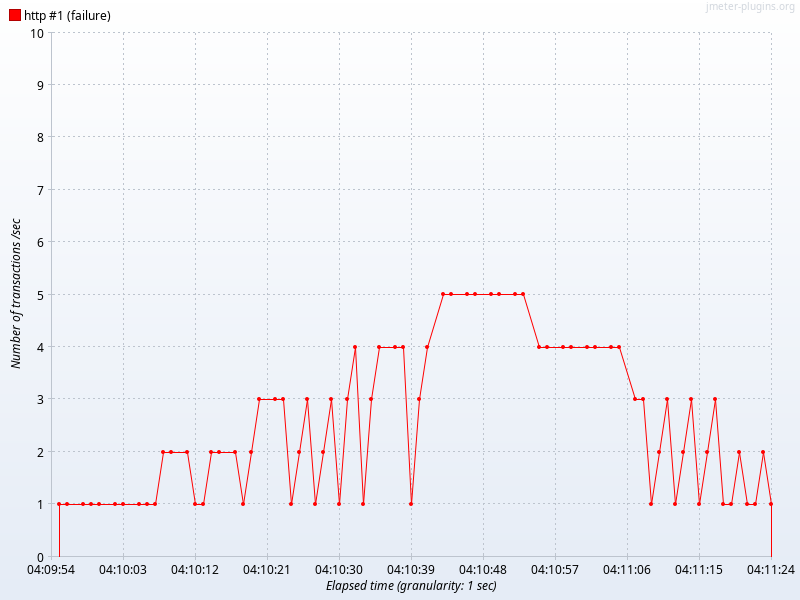 jmeter-plugins.org
http #1 (failure)
10
9
8
7
6
5
4
3
2
1
0
Number of transactions /sec
04:09:54 04:10:03 04:10:12 04:10:21 04:10:30 04:10:39 04:10:48 04:10:57 04:11:06 04:11:15 04:11:24
Elapsed time (granularity: 1 sec)